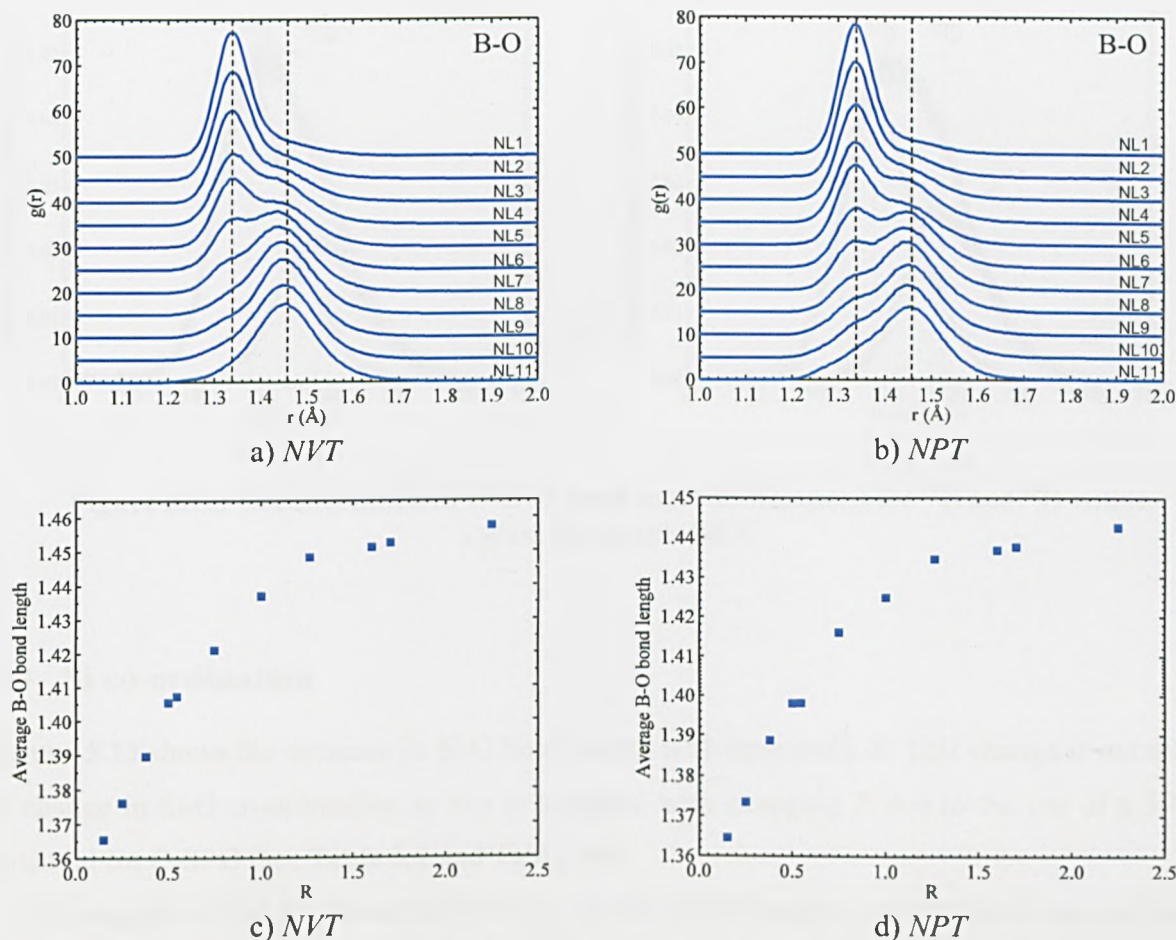 B-O
g(r)
80
70
60
50
40
30
20
10
0
NL1
NL2
NL3
NL4
NL5
NL6
NL7
NL8
NL9
NL10
NL11
1.0 1.1 1.2 1.3 1.4 1.5 1.6 1.7 1.8 1.9 2.0
r (Å)
a) NVT
B-O
g(r)
80
70
60
50
40
30
20
10
0
NL1
NL2
NL3
NL4
NL5
NL6
NL7
NL8
NL9
NL10
NL11
1.0 1.1 1.2 1.3 1.4 1.5 1.6 1.7 1.8 1.9 2.0
r (Å)
b) NPT
Average B-O bond length
1.46
1.45
1.44
1.43
1.42
1.41
1.40
1.39
1.38
1.37
1.36
0.0 0.5 1.0 1.5 2.0 2.5
R
c) NVT
Average B-O bond length
1.45
1.44
1.43
1.42
1.41
1.40
1.39
1.38
1.37
1.36
0.0 0.5 1.0 1.5 2.0 2.5
R
d) NPT